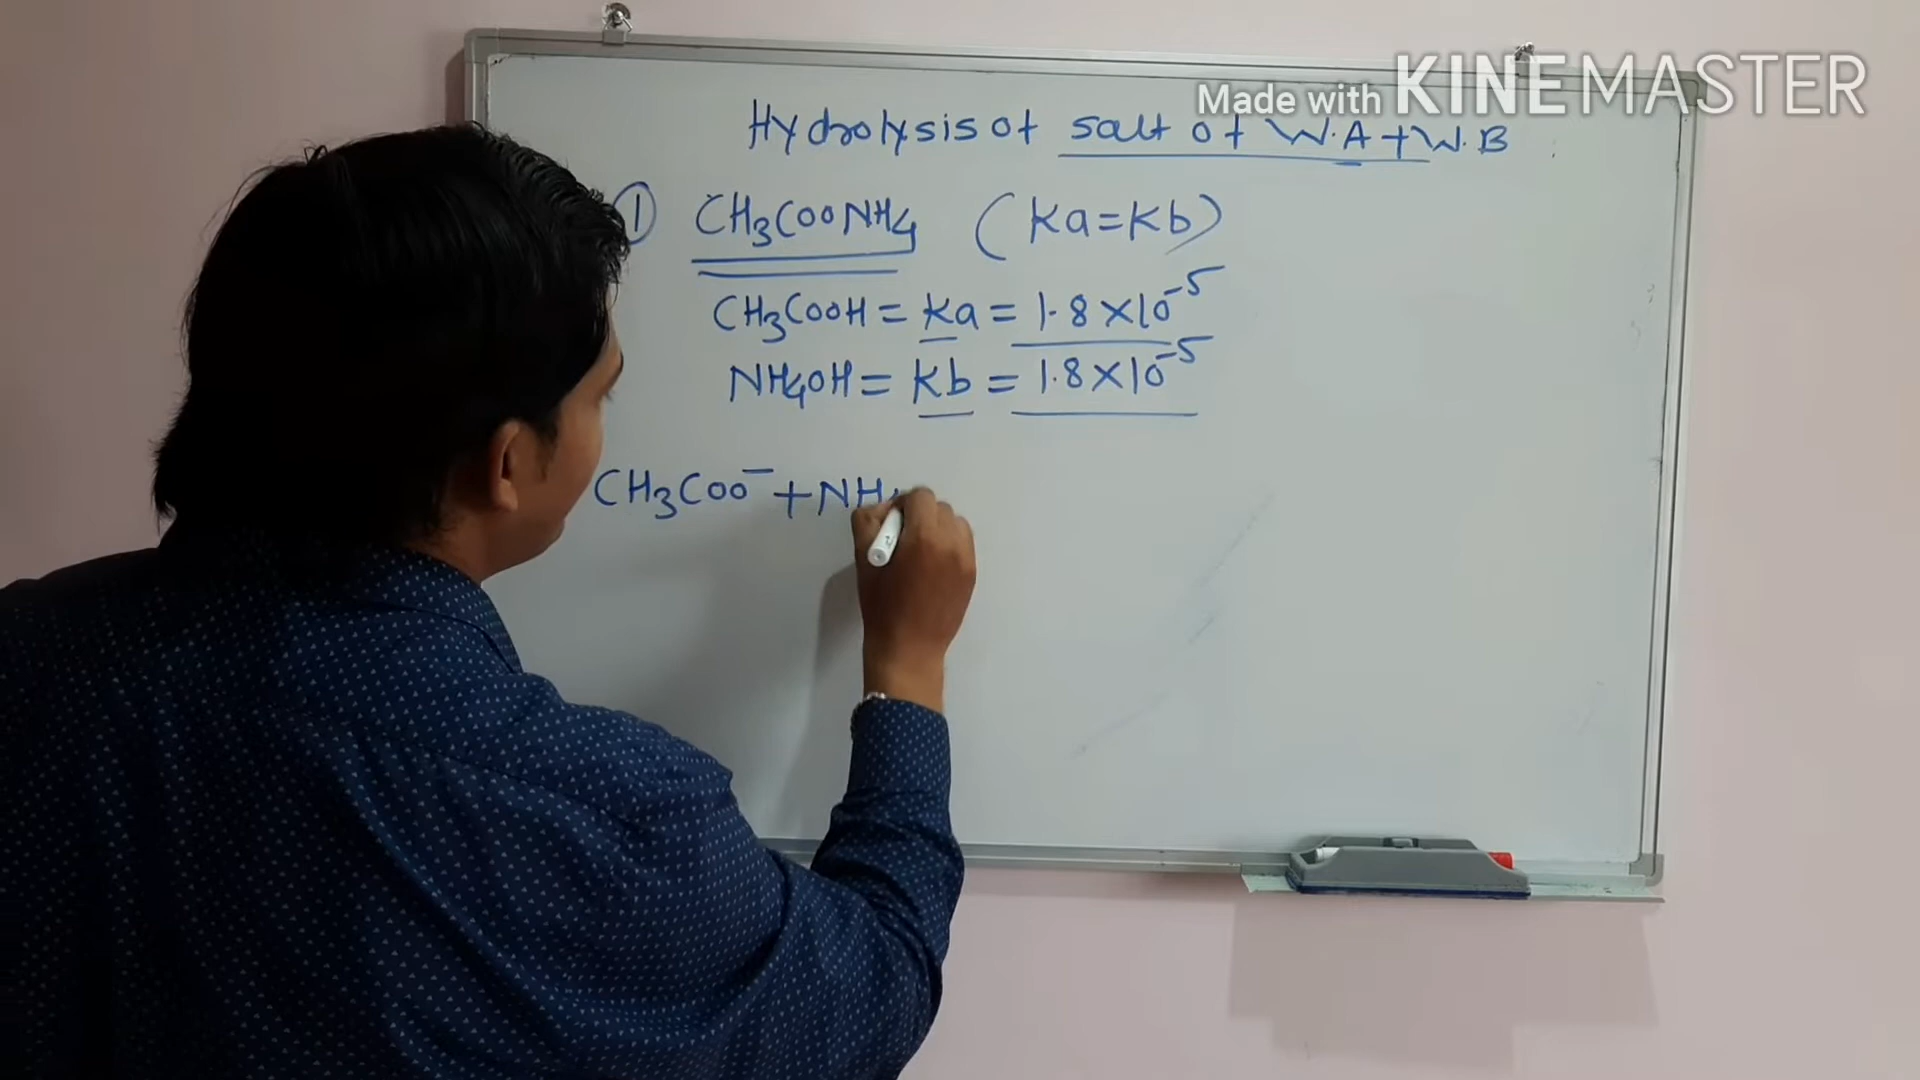 Made with KINEMASTER
Hydrolysis of salt of W.A+W.B
① CH₃COONH₄ (Ka=Kb)
CH₃COOH = Ka = 1.8×10⁻⁵
NH₄OH = Kb = 1.8×10⁻⁵
CH₃COO⁻ + NH₄